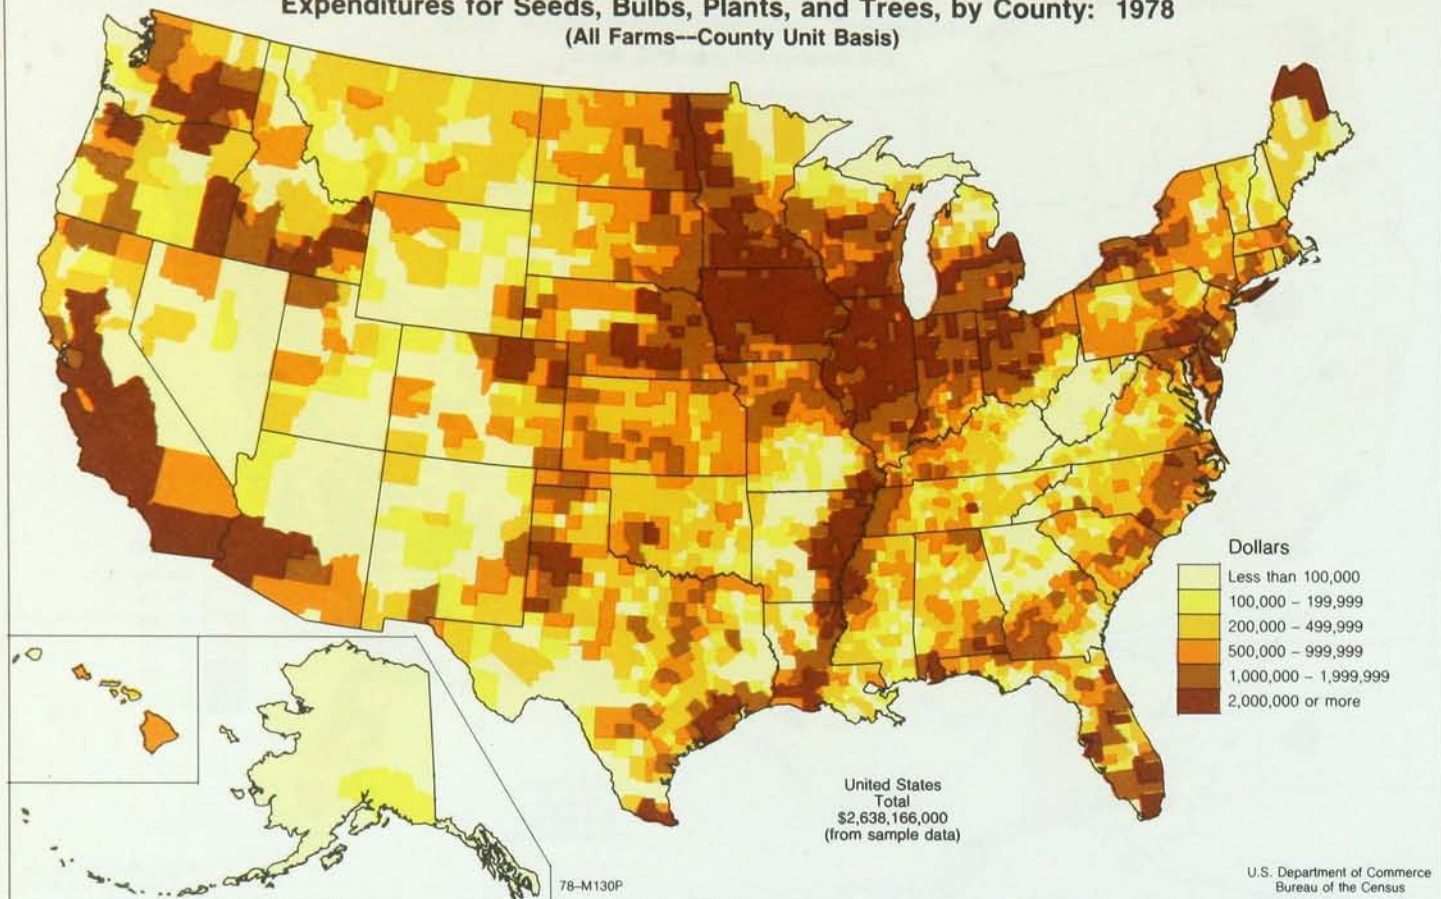 Expenditures for Seeds, Bulbs, Plants, and Trees, by County: 1978
(All Farms--County Unit Basis)
Dollars
Less than 100,000
100,000 – 199,999
200,000 – 499,999
500,000 – 999,999
1,000,000 – 1,999,999
2,000,000 or more
United States
Total
$2,638,166,000
(from sample data)
78–M130P
U.S. Department of Commerce
Bureau of the Census